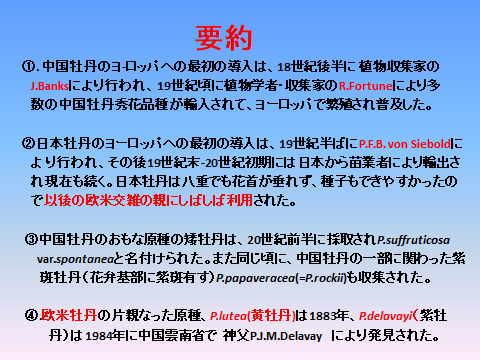 要約
①. 中国牡丹のヨーロッパへの最初の導入は、18世紀後半に 植物収集家の
J.Banksにより行われ、19世紀頃に植物学者・収集家のR.Fortuneにより多
数の中国牡丹秀花品種が輸入されて、ヨーロッパで繁殖され普及した。
②日本牡丹のヨーロッパへの最初の導入は、19世紀半ばにP.F.B. von Sieboldに
より行われ、その後19世紀末-20世紀初期には日本から苗業者により輸出さ
れ現在も続く。日本牡丹は八重でも花首が垂れず、種子もできやすかったの
で以後の欧米交雑の親にしばしば利用された。
③中国牡丹のおもな原種の矮牡丹は、20世紀前半に採取されP.suffruticosa
var.spontaneaと名付けられた。また同じ頃に、中国牡丹の一部に関わった紫
斑牡丹（花弁基部に紫斑有す）P.papaveracea(=P.rockii)も収集された。
④.欧米牡丹の片親なった原種、P.lutea(黄牡丹)は1883年、P.delavayi（紫牡
丹）は1984年に中国雲南省で 神父P.J.M.Delavay により発見された。